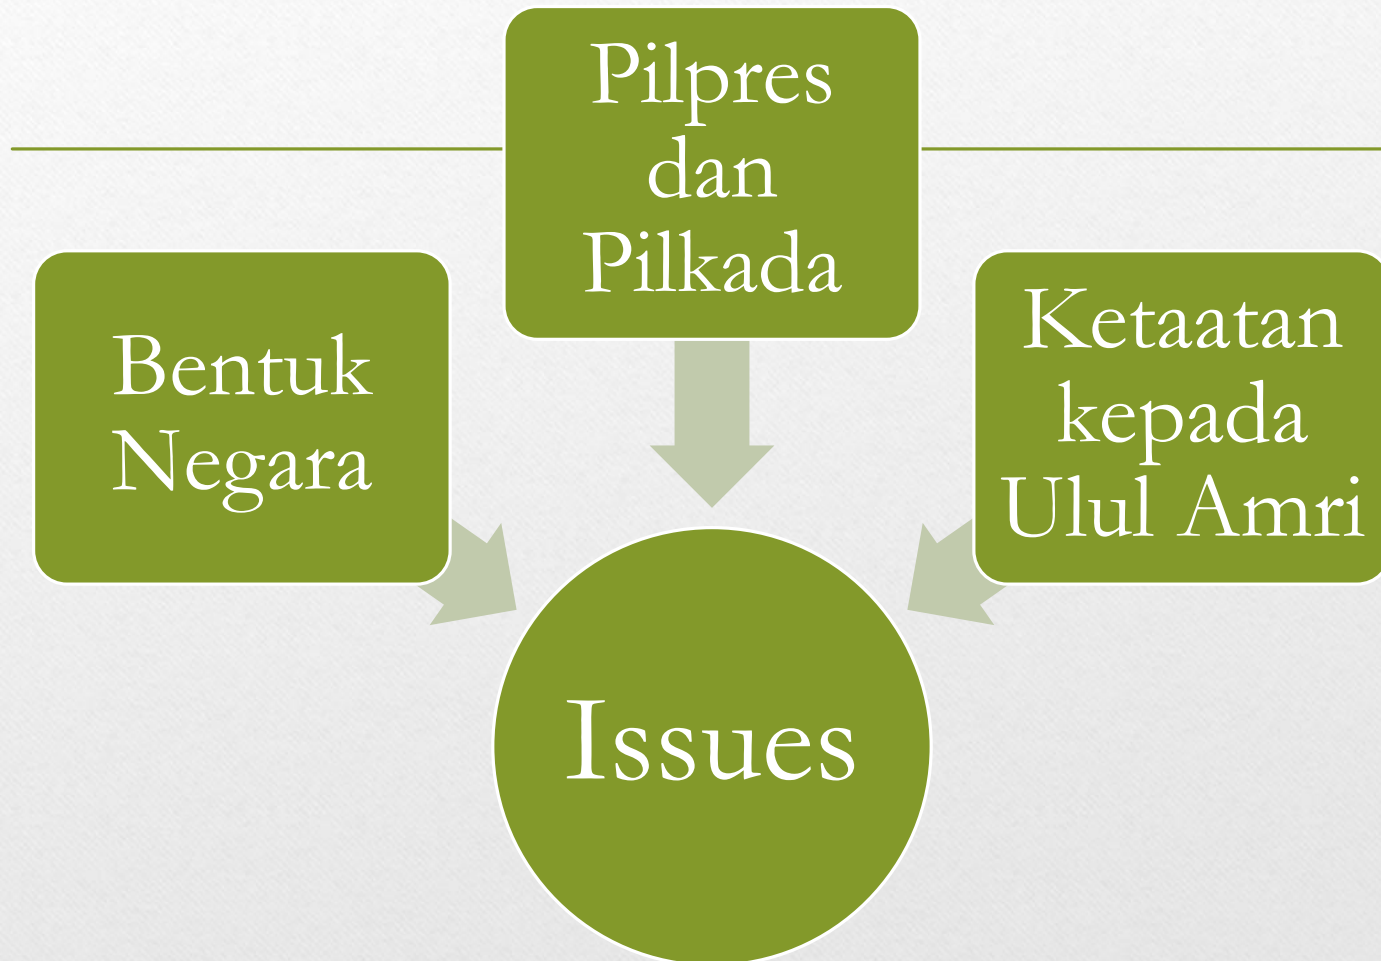 Pilpres
dan
Pilkada
Bentuk
Negara
Ketaatan
kepada
Ulul Amri
Issues